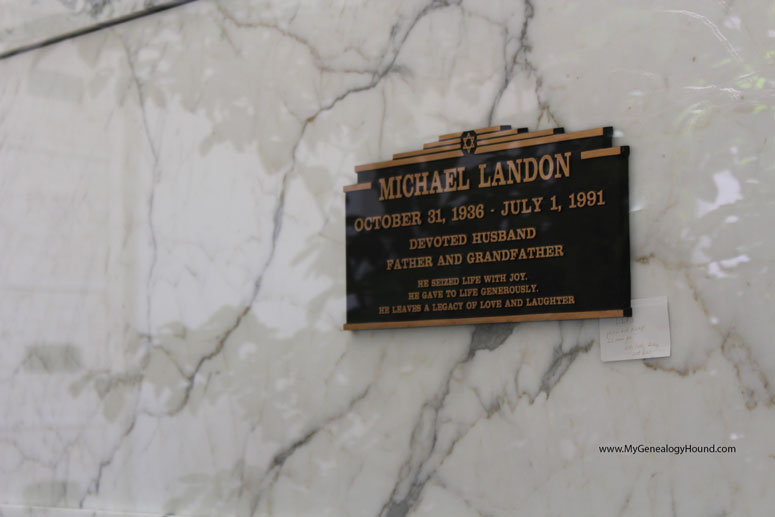 MICHAEL LANDON
OCTOBER 31, 1936 - JULY 1, 1991
DEVOTED HUSBAND
FATHER AND GRANDFATHER
HE SEIZED LIFE WITH JOY.
HE GAVE TO LIFE GENEROUSLY.
HE LEAVES A LEGACY OF LOVE AND LAUGHTER
www.MyGenealogyHound.com